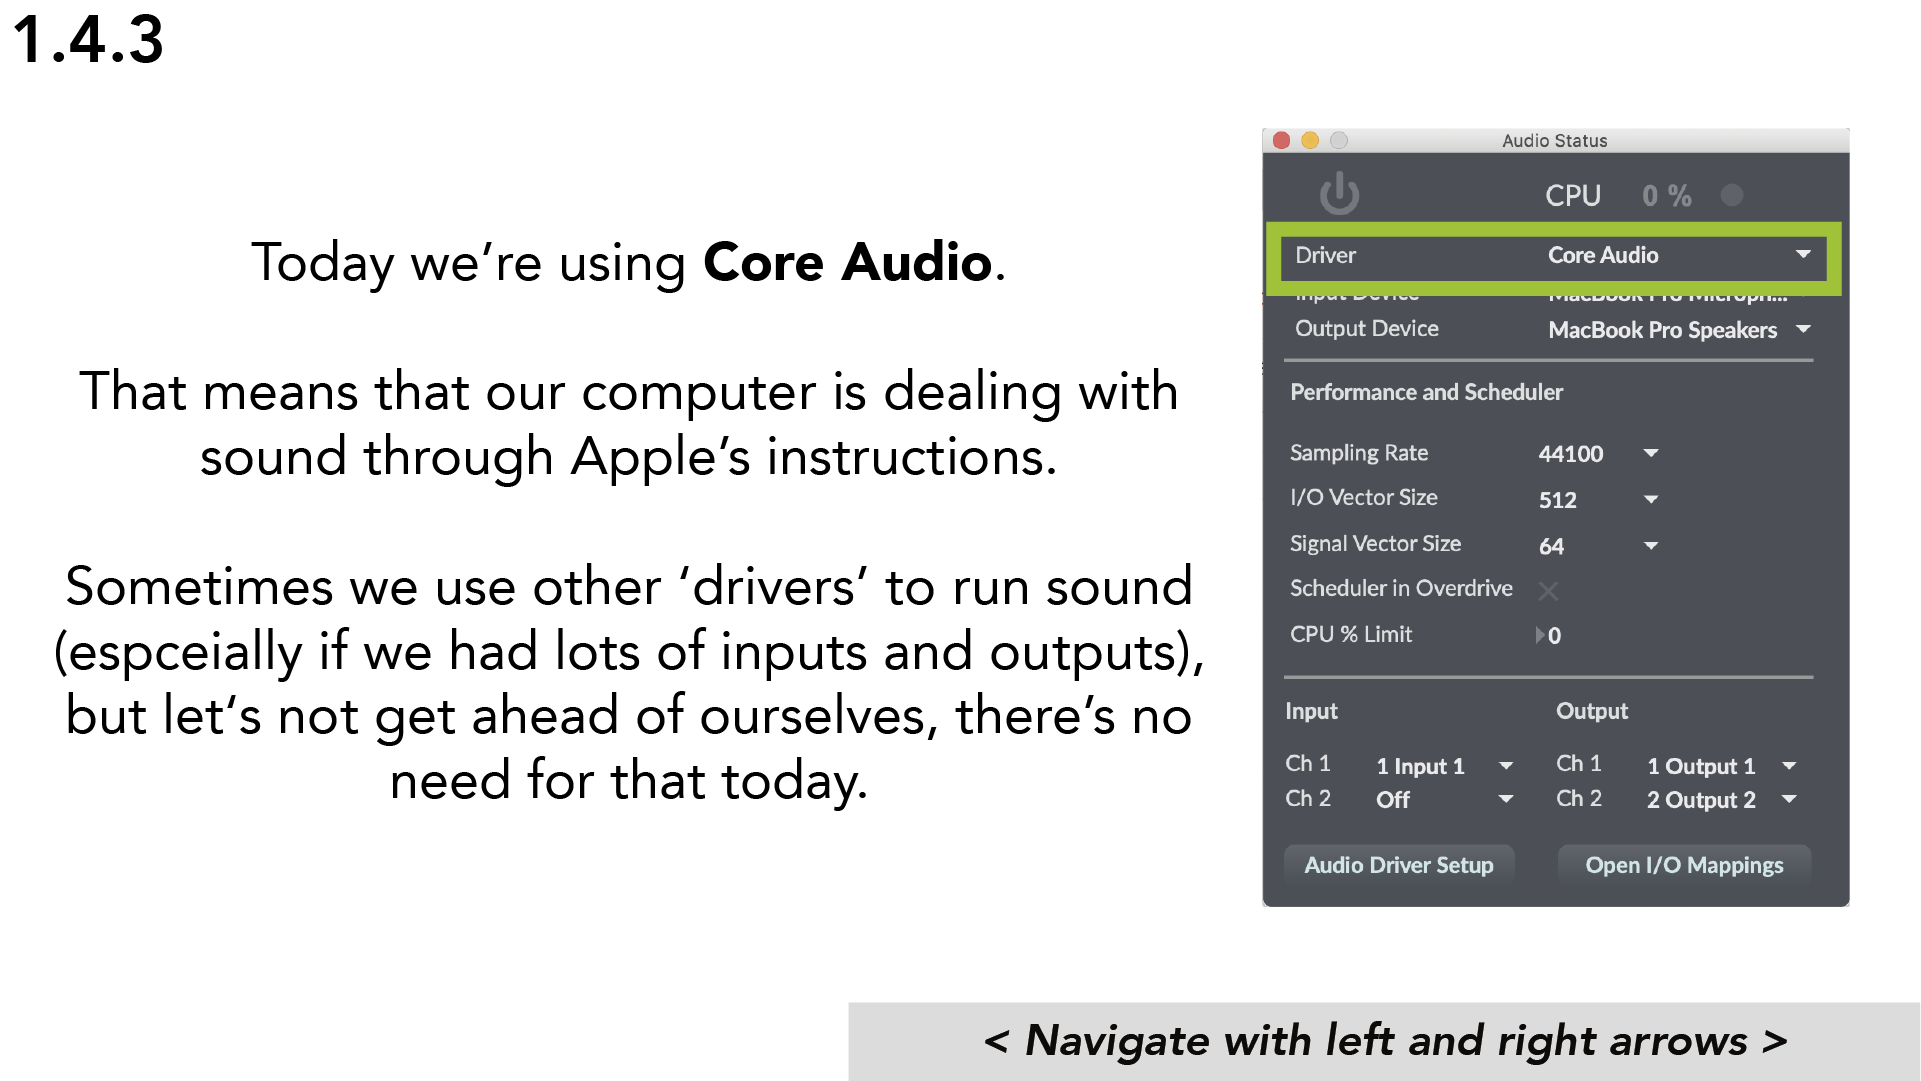 1.4.3
Today we’re using Core Audio.
That means that our computer is dealing with
sound through Apple’s instructions.
Sometimes we use other ‘drivers’ to run sound
(espceially if we had lots of inputs and outputs),
but let‘s not get ahead of ourselves, there’s no
need for that today.
Audio Status
CPU 0 %
Driver Core Audio
Input Device MacBook Pro Microph...
Output Device MacBook Pro Speakers
Performance and Scheduler
Sampling Rate 44100
I/O Vector Size 512
Signal Vector Size 64
Scheduler in Overdrive
CPU % Limit 0
Input Output
Ch 1 1 Input 1 Ch 1 1 Output 1
Ch 2 Off Ch 2 2 Output 2
Audio Driver Setup Open I/O Mappings
< Navigate with left and right arrows >